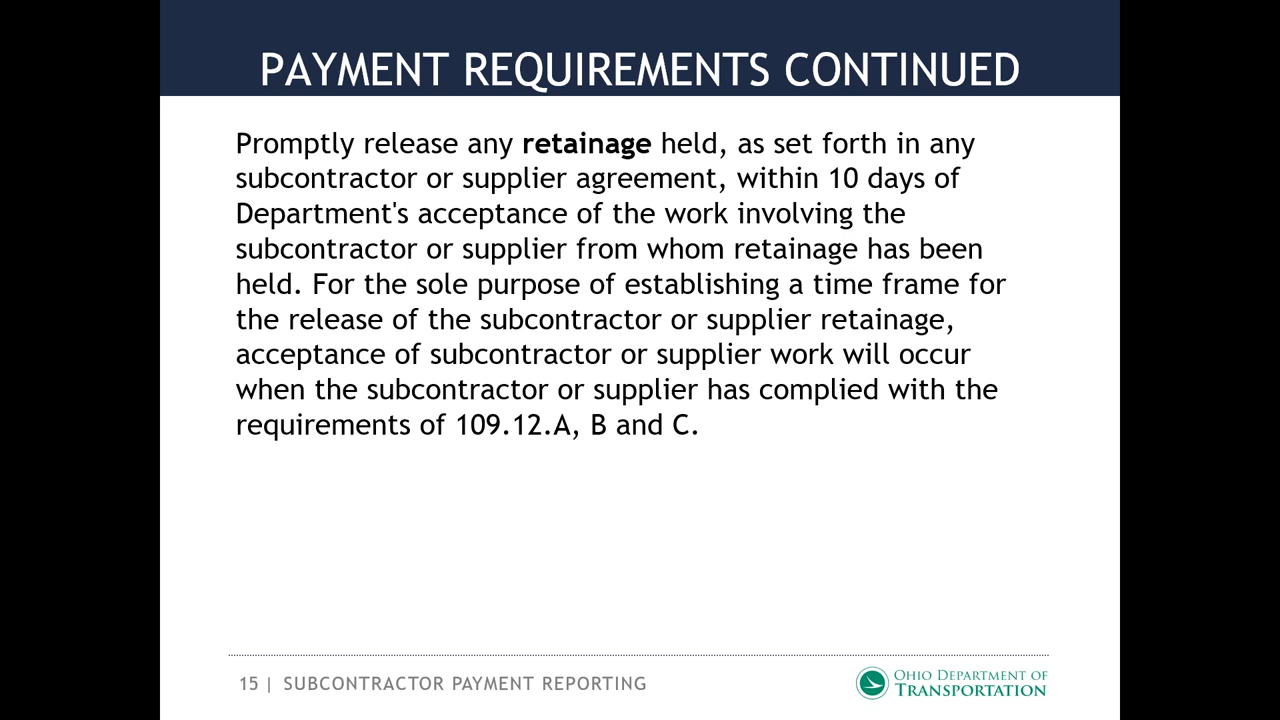 PAYMENT REQUIREMENTS CONTINUED
Promptly release any retainage held, as set forth in any
subcontractor or supplier agreement, within 10 days of
Department's acceptance of the work involving the
subcontractor or supplier from whom retainage has been
held. For the sole purpose of establishing a time frame for
the release of the subcontractor or supplier retainage,
acceptance of subcontractor or supplier work will occur
when the subcontractor or supplier has complied with the
requirements of 109.12.A, B and C.
15 | SUBCONTRACTOR PAYMENT REPORTING
OHIO DEPARTMENT OF
TRANSPORTATION